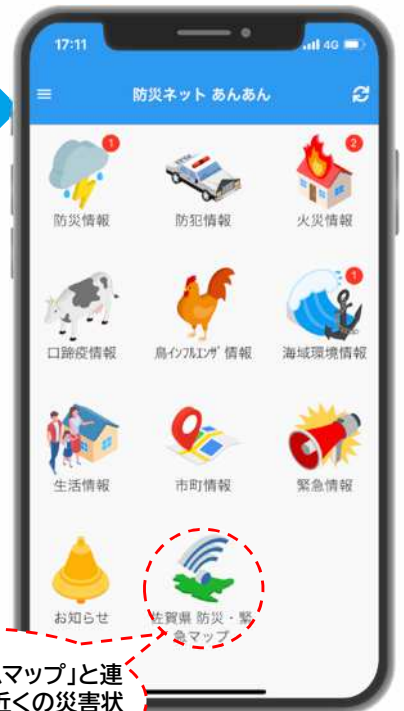 17:11
4G
防災ネット あんあん
1
2
防災情報
防犯情報
火災情報
1
口蹄疫情報
鳥インフルエンザ 情報
海域環境情報
生活情報
市町情報
緊急情報
お知らせ
佐賀県 防災・緊
急マップ
マップ」と連
近くの災害状